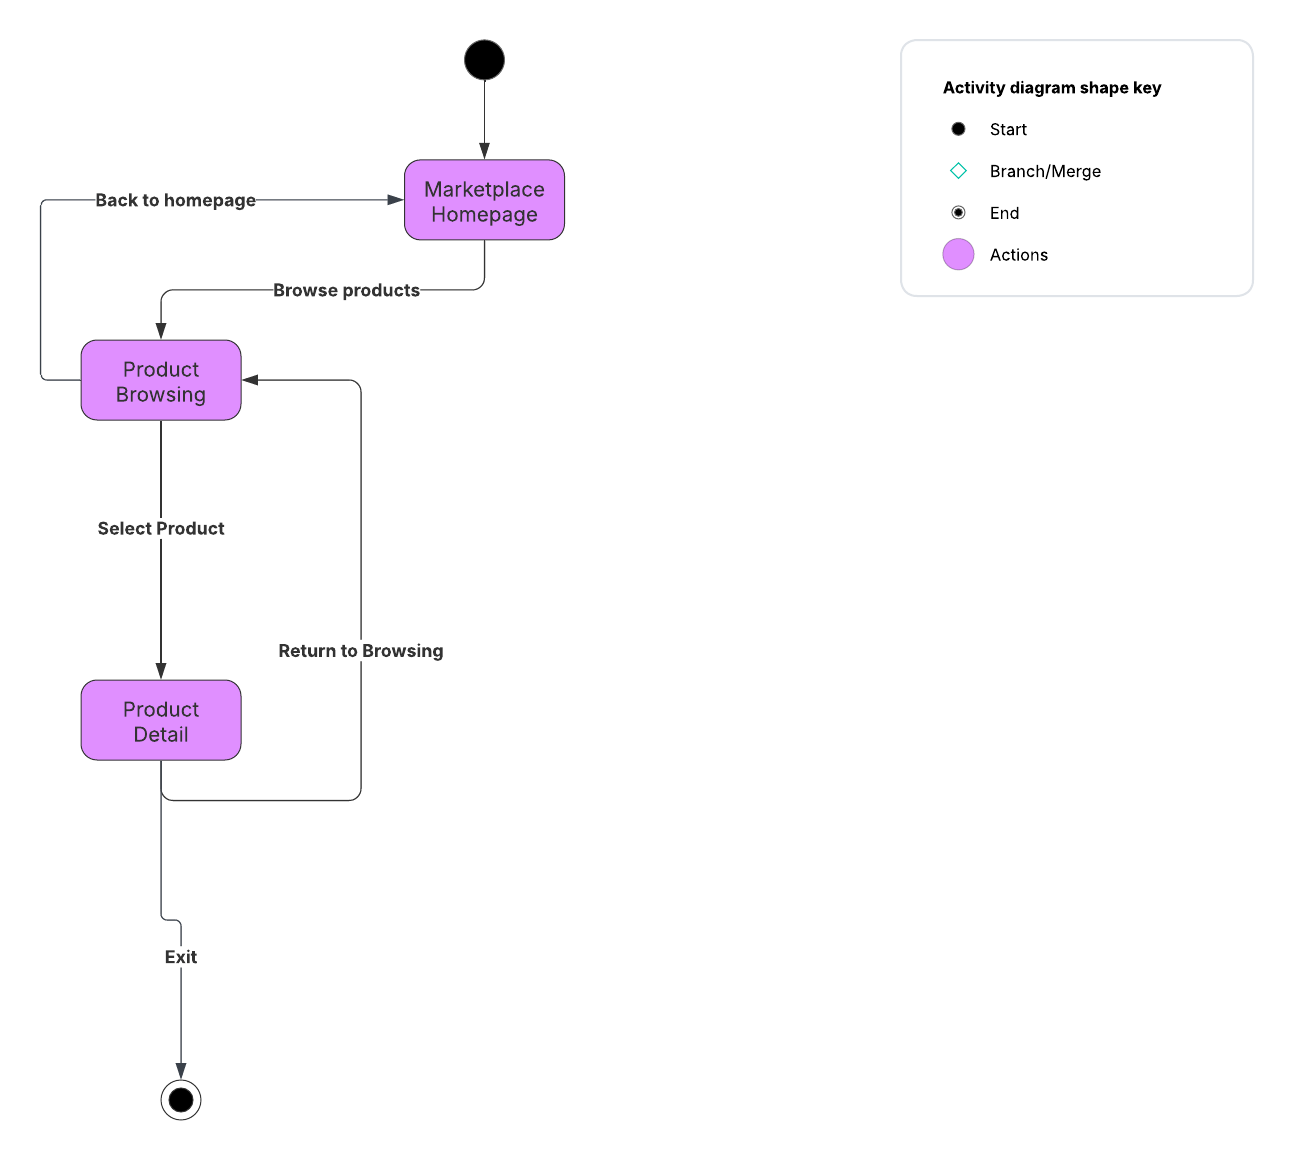 Activity diagram shape key
Start
Branch/Merge
End
Actions
Marketplace
Homepage
Back to homepage
Browse products
Product
Browsing
Select Product
Return to Browsing
Product
Detail
Exit